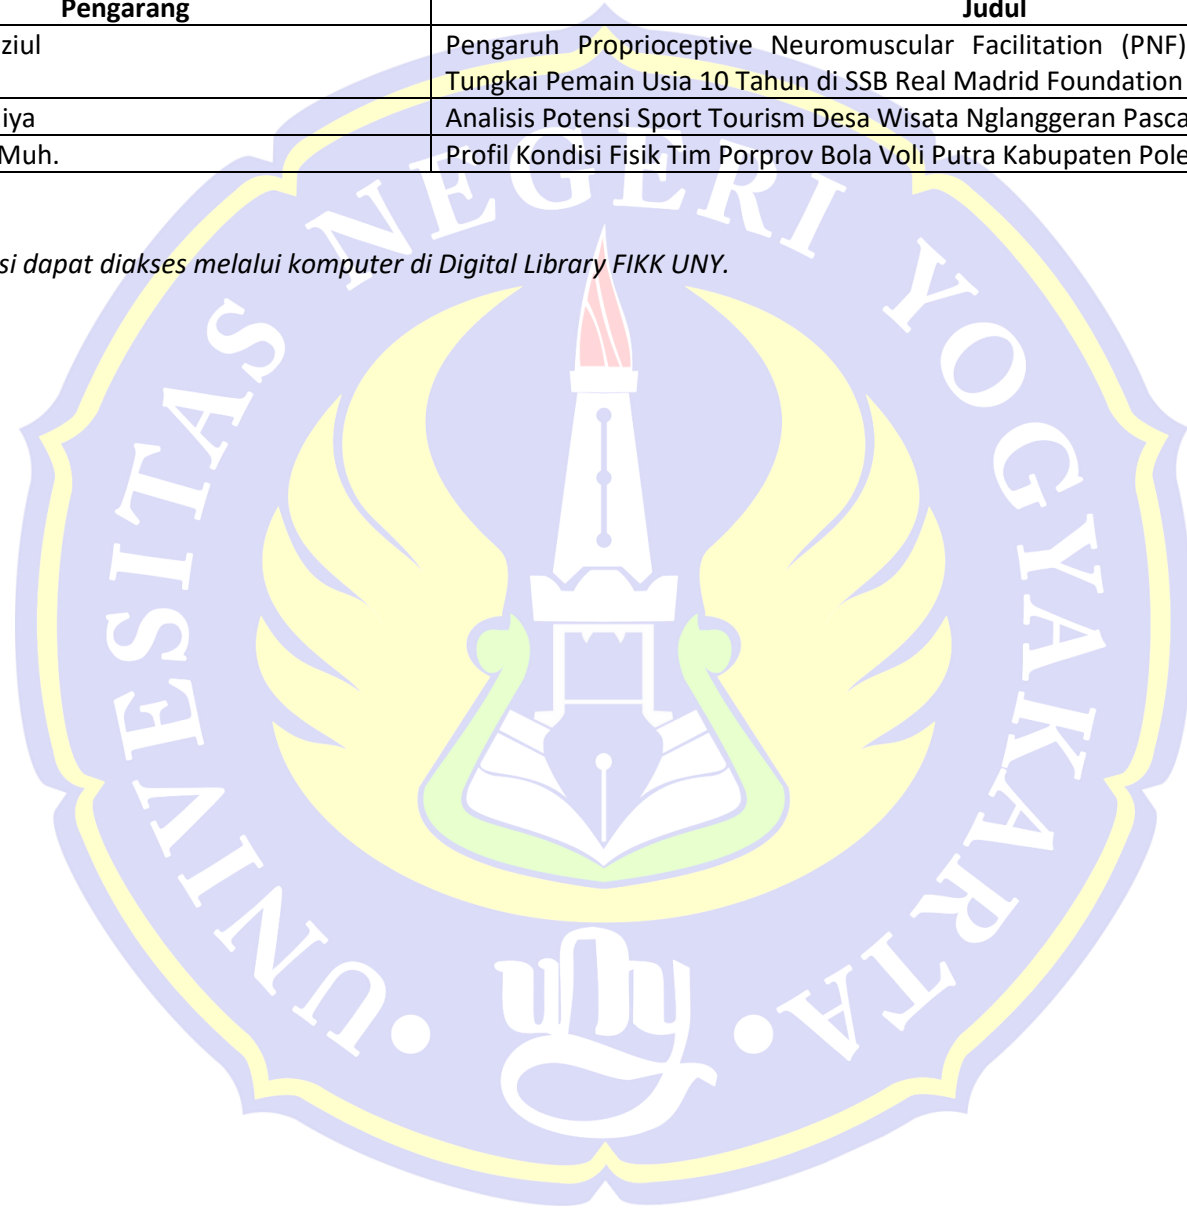 Pengarang Judul
ziul Pengaruh Proprioceptive Neuromuscular Facilitation (PNF)
Tungkai Pemain Usia 10 Tahun di SSB Real Madrid Foundation
iya Analisis Potensi Sport Tourism Desa Wisata Nglanggeran Pasca
Muh. Profil Kondisi Fisik Tim Porprov Bola Voli Putra Kabupaten Pole
si dapat diakses melalui komputer di Digital Library FIKK UNY.
UNIVESITAS NEGERI YOGYAKARTA
uny